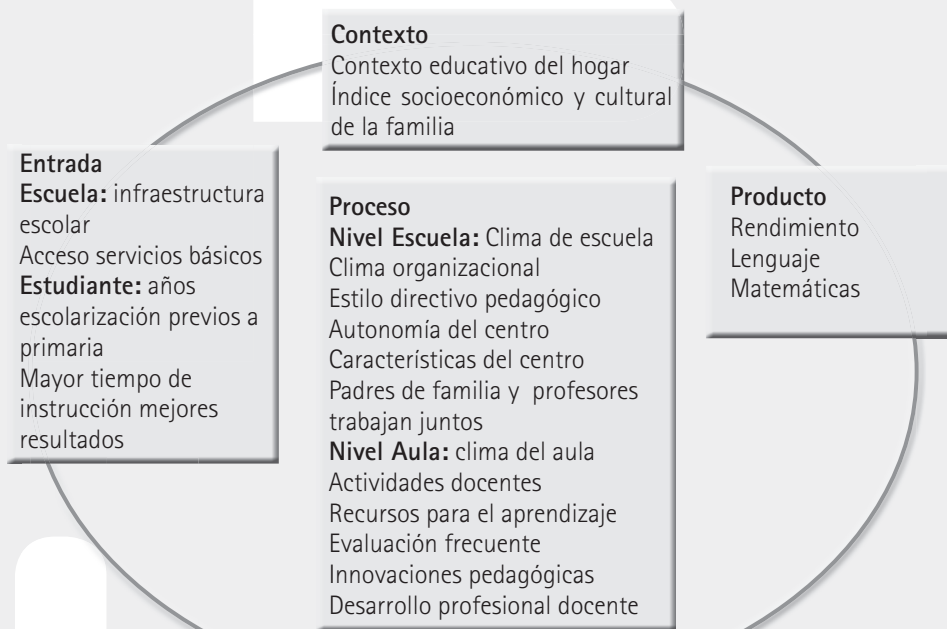 Contexto
Contexto educativo del hogar
Índice socioeconómico y cultural
de la familia
Entrada
Escuela: infraestructura
escolar
Acceso servicios básicos
Estudiante: años
escolarización previos a
primaria
Mayor tiempo de
instrucción mejores
resultados
Proceso
Nivel Escuela: Clima de escuela
Clima organizacional
Estilo directivo pedagógico
Autonomía del centro
Características del centro
Padres de familia y profesores
trabajan juntos
Nivel Aula: clima del aula
Actividades docentes
Recursos para el aprendizaje
Evaluación frecuente
Innovaciones pedagógicas
Desarrollo profesional docente
Producto
Rendimiento
Lenguaje
Matemáticas